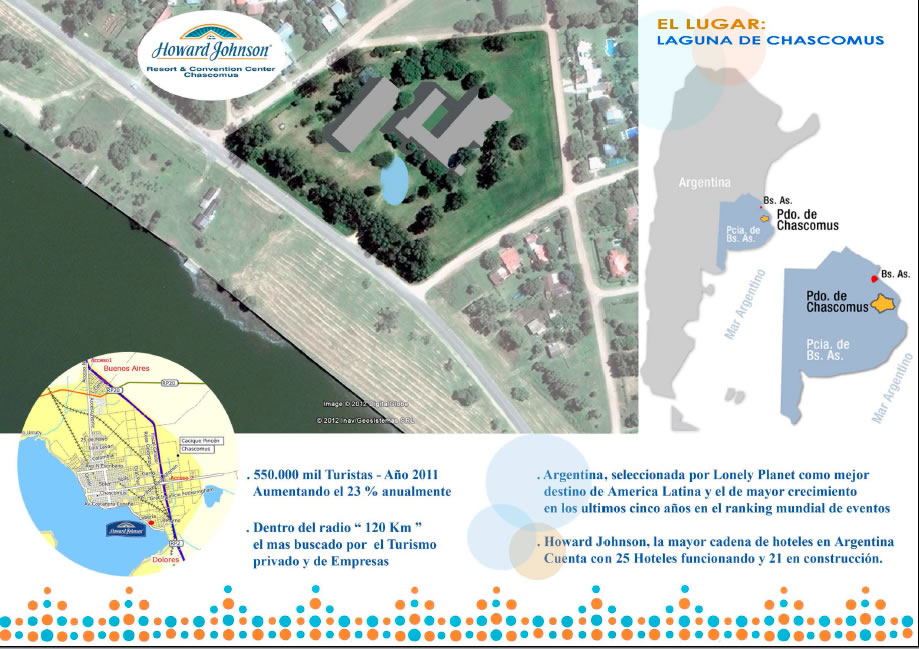 Howard Johnson®
Resort & Convention Center
Chascomus
EL LUGAR:
LAGUNA DE CHASCOMUS
Argentina
Bs. As.
Pdo. de
Chascomus
Pcia. de
Bs. As.
Mar Argentino
Bs. As.
Pdo. de
Chascomus
Pcia. de
Bs. As.
Mar Argentino
Image © 2012 DigitalGlobe
© 2012 Inav/Geosistemas SRL
Buenos Aires
RP20
Cacique Pincén
Chascomus
Chascomus
Howard Johnson
RP2
Dolores
. 550.000 mil Turistas - Año 2011
Aumentando el 23 % anualmente
. Dentro del radio “ 120 Km ”
el mas buscado por el Turismo
privado y de Empresas
. Argentina, seleccionada por Lonely Planet como mejor
destino de America Latina y el de mayor crecimiento
en los ultimos cinco años en el ranking mundial de eventos
. Howard Johnson, la mayor cadena de hoteles en Argentina
Cuenta con 25 Hoteles funcionando y 21 en construcción.